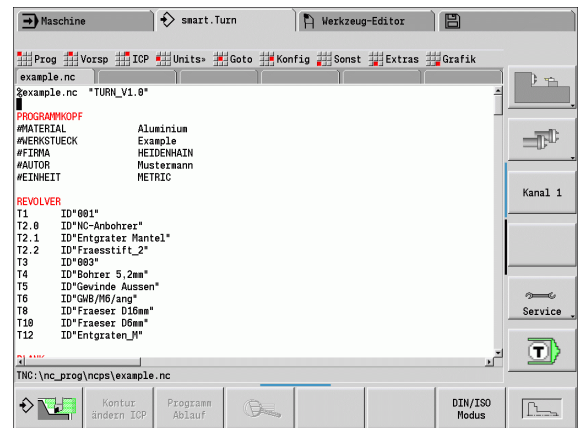 Maschine
smart.Turn
Werkzeug-Editor
Prog Vorsp ICP Units» Goto Konfig Sonst Extras Grafik
example.nc
%example.nc "TURN_V1.0"
PROGRAMMKOPF
#MATERIAL Aluminium
#WERKSTUECK Example
#FIRMA HEIDENHAIN
#AUTOR Mustermann
#EINHEIT METRIC
REVOLVER
T1 ID"001"
T2.0 ID"NC-Anbohrer"
T2.1 ID"Entgrater Mantel"
T2.2 ID"Fraesstift_2"
T3 ID"003"
T4 ID"Bohrer 5,2mm"
T5 ID"Gewinde Aussen"
T6 ID"GWB/M6/ang"
T8 ID"Fraeser D16mm"
T10 ID"Fraeser D6mm"
T12 ID"Entgraten_M"
TNC:\nc_prog\ncps\example.nc
Kanal 1
Service
T
Kontur
ändern ICP
Programm
Ablauf
DIN/ISO
Modus